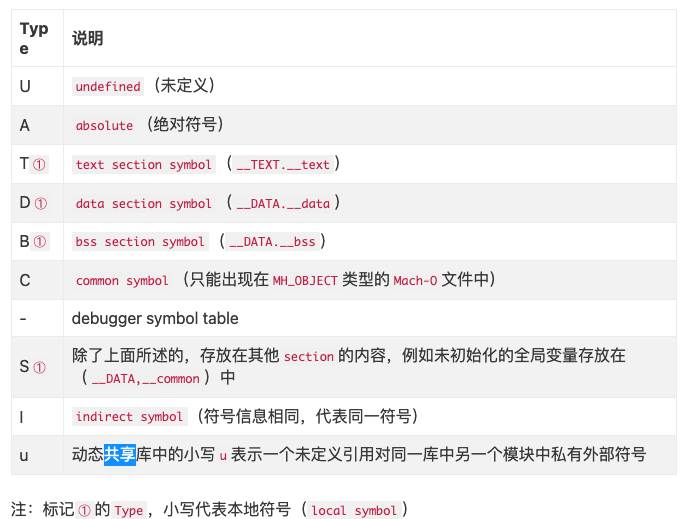 Typ
e
说明
U
undefined （未定义）
A
absolute （绝对符号）
T ①
text section symbol （__TEXT.__text）
D ①
data section symbol （__DATA.__data）
B ①
bss section symbol （__DATA.__bss）
C
common symbol （只能出现在 MH_OBJECT 类型的 Mach-O 文件中）
-
debugger symbol table
S ①
除了上面所述的，存放在其他 section 的内容，例如未初始化的全局变量存放在
（__DATA,__common）中
I
indirect symbol （符号信息相同，代表同一符号）
u
动态共享库中的小写 u 表示一个未定义引用对同一库中另一个模块中私有外部符号
注：标记 ① 的 Type，小写代表本地符号（local symbol）